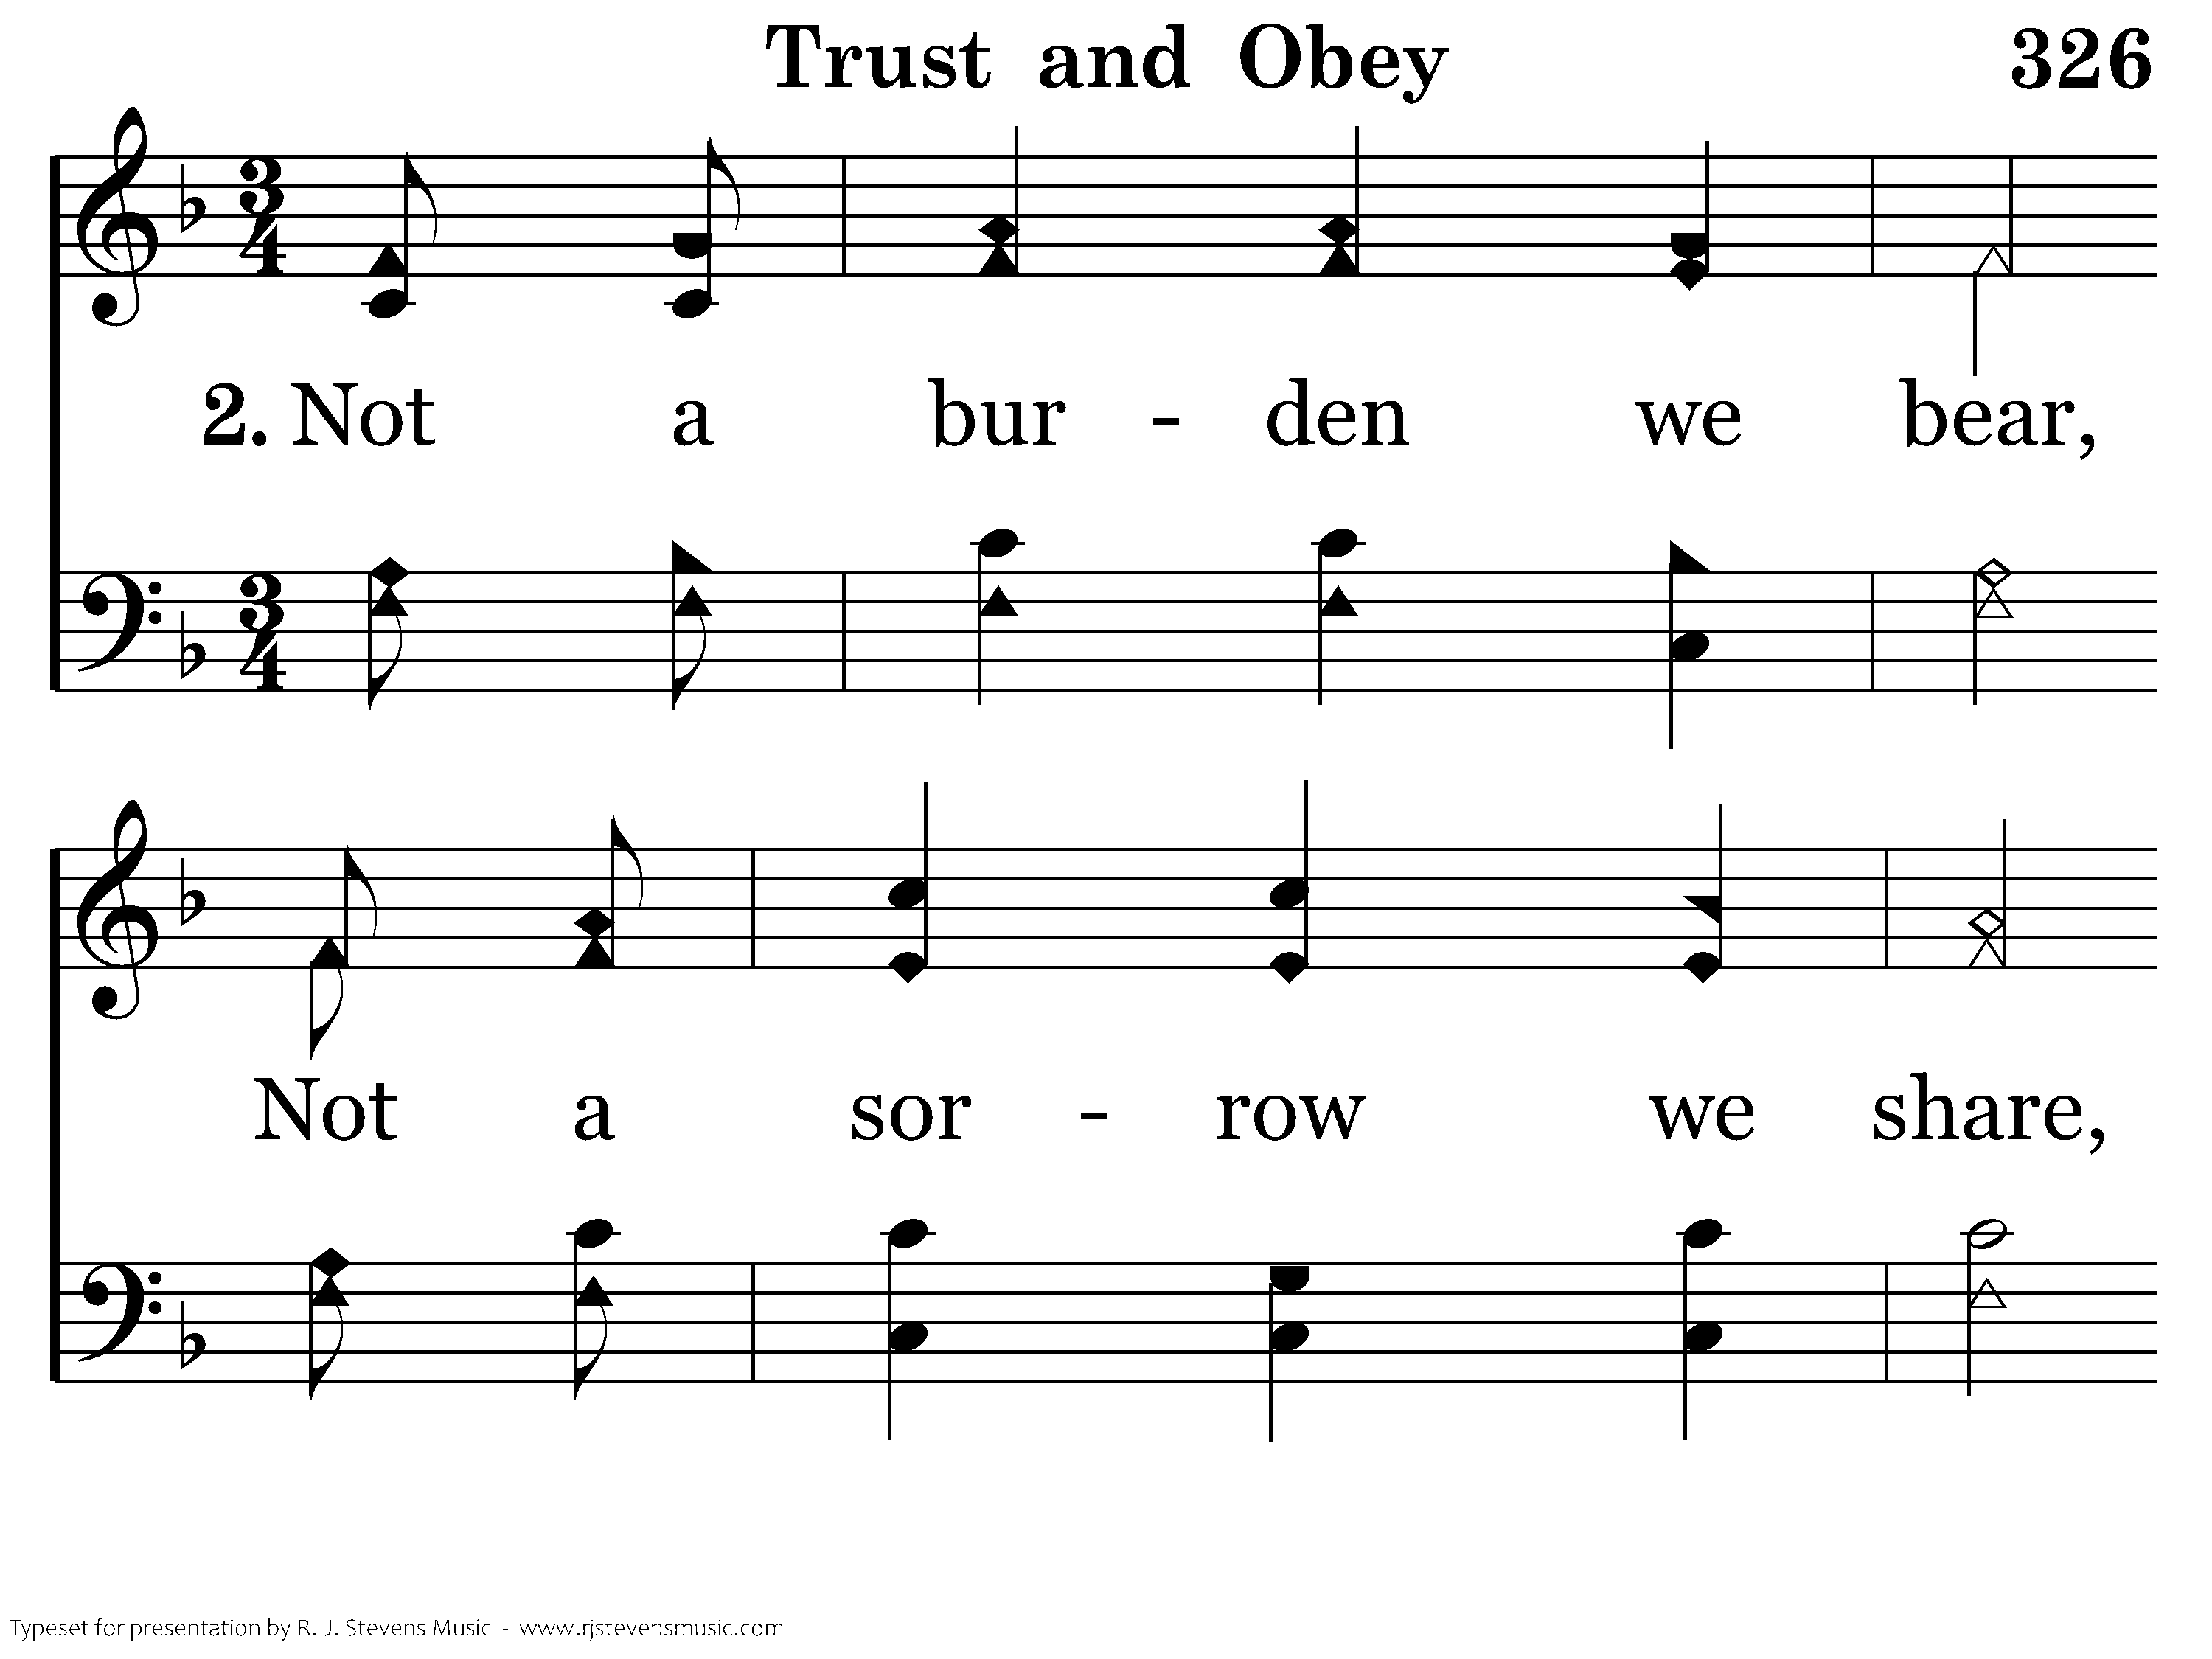 Trust and Obey 326
2. Not a bur - den we bear,
Not a sor - row we share,
Typeset for presentation by R. J. Stevens Music - www.rjstevensmusic.com